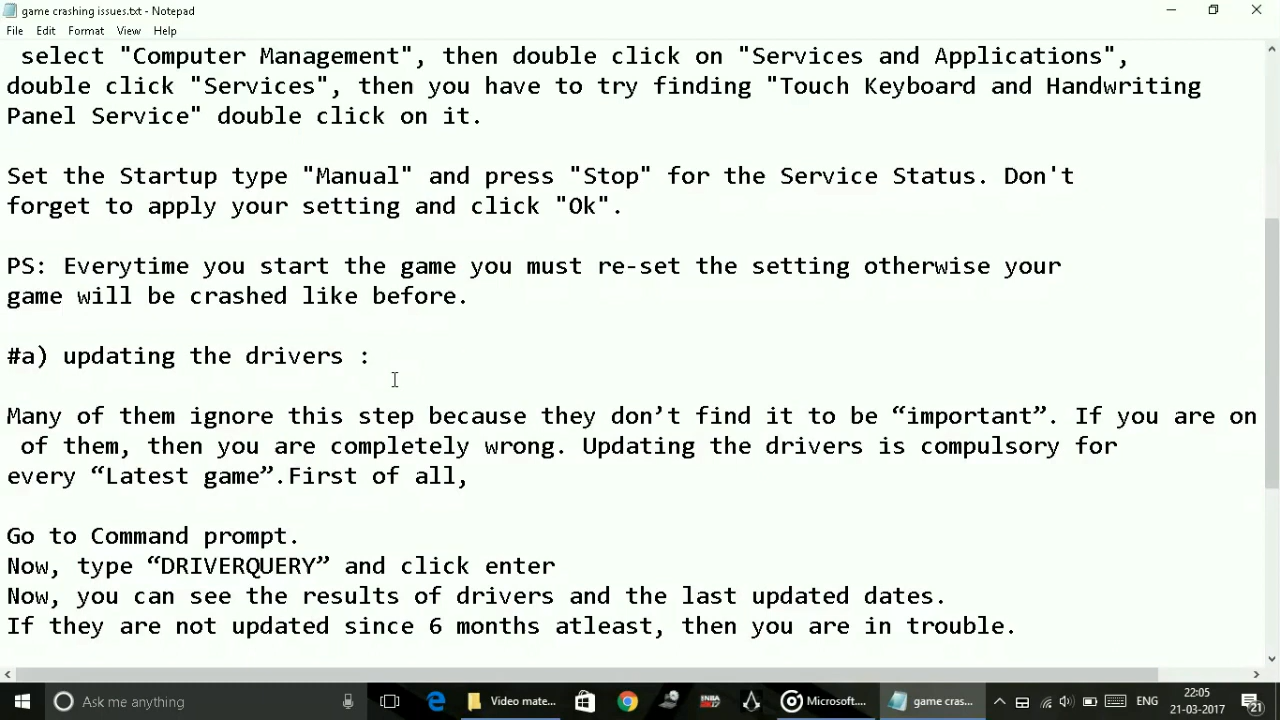 game crashing issues.txt - Notepad
File Edit Format View Help
select "Computer Management", then double click on "Services and Applications",
double click "Services", then you have to try finding "Touch Keyboard and Handwriting
Panel Service" double click on it.
Set the Startup type "Manual" and press "Stop" for the Service Status. Don't
forget to apply your setting and click "Ok".
PS: Everytime you start the game you must re-set the setting otherwise your
game will be crashed like before.
#a) updating the drivers :
Many of them ignore this step because they don’t find it to be “important”. If you are on
of them, then you are completely wrong. Updating the drivers is compulsory for
every “Latest game”.First of all,
Go to Command prompt.
Now, type “DRIVERQUERY” and click enter
Now, you can see the results of drivers and the last updated dates.
If they are not updated since 6 months atleast, then you are in trouble.
Ask me anything Video mate... Microsoft.... game cras... ENG 22:05
21-03-2017 21